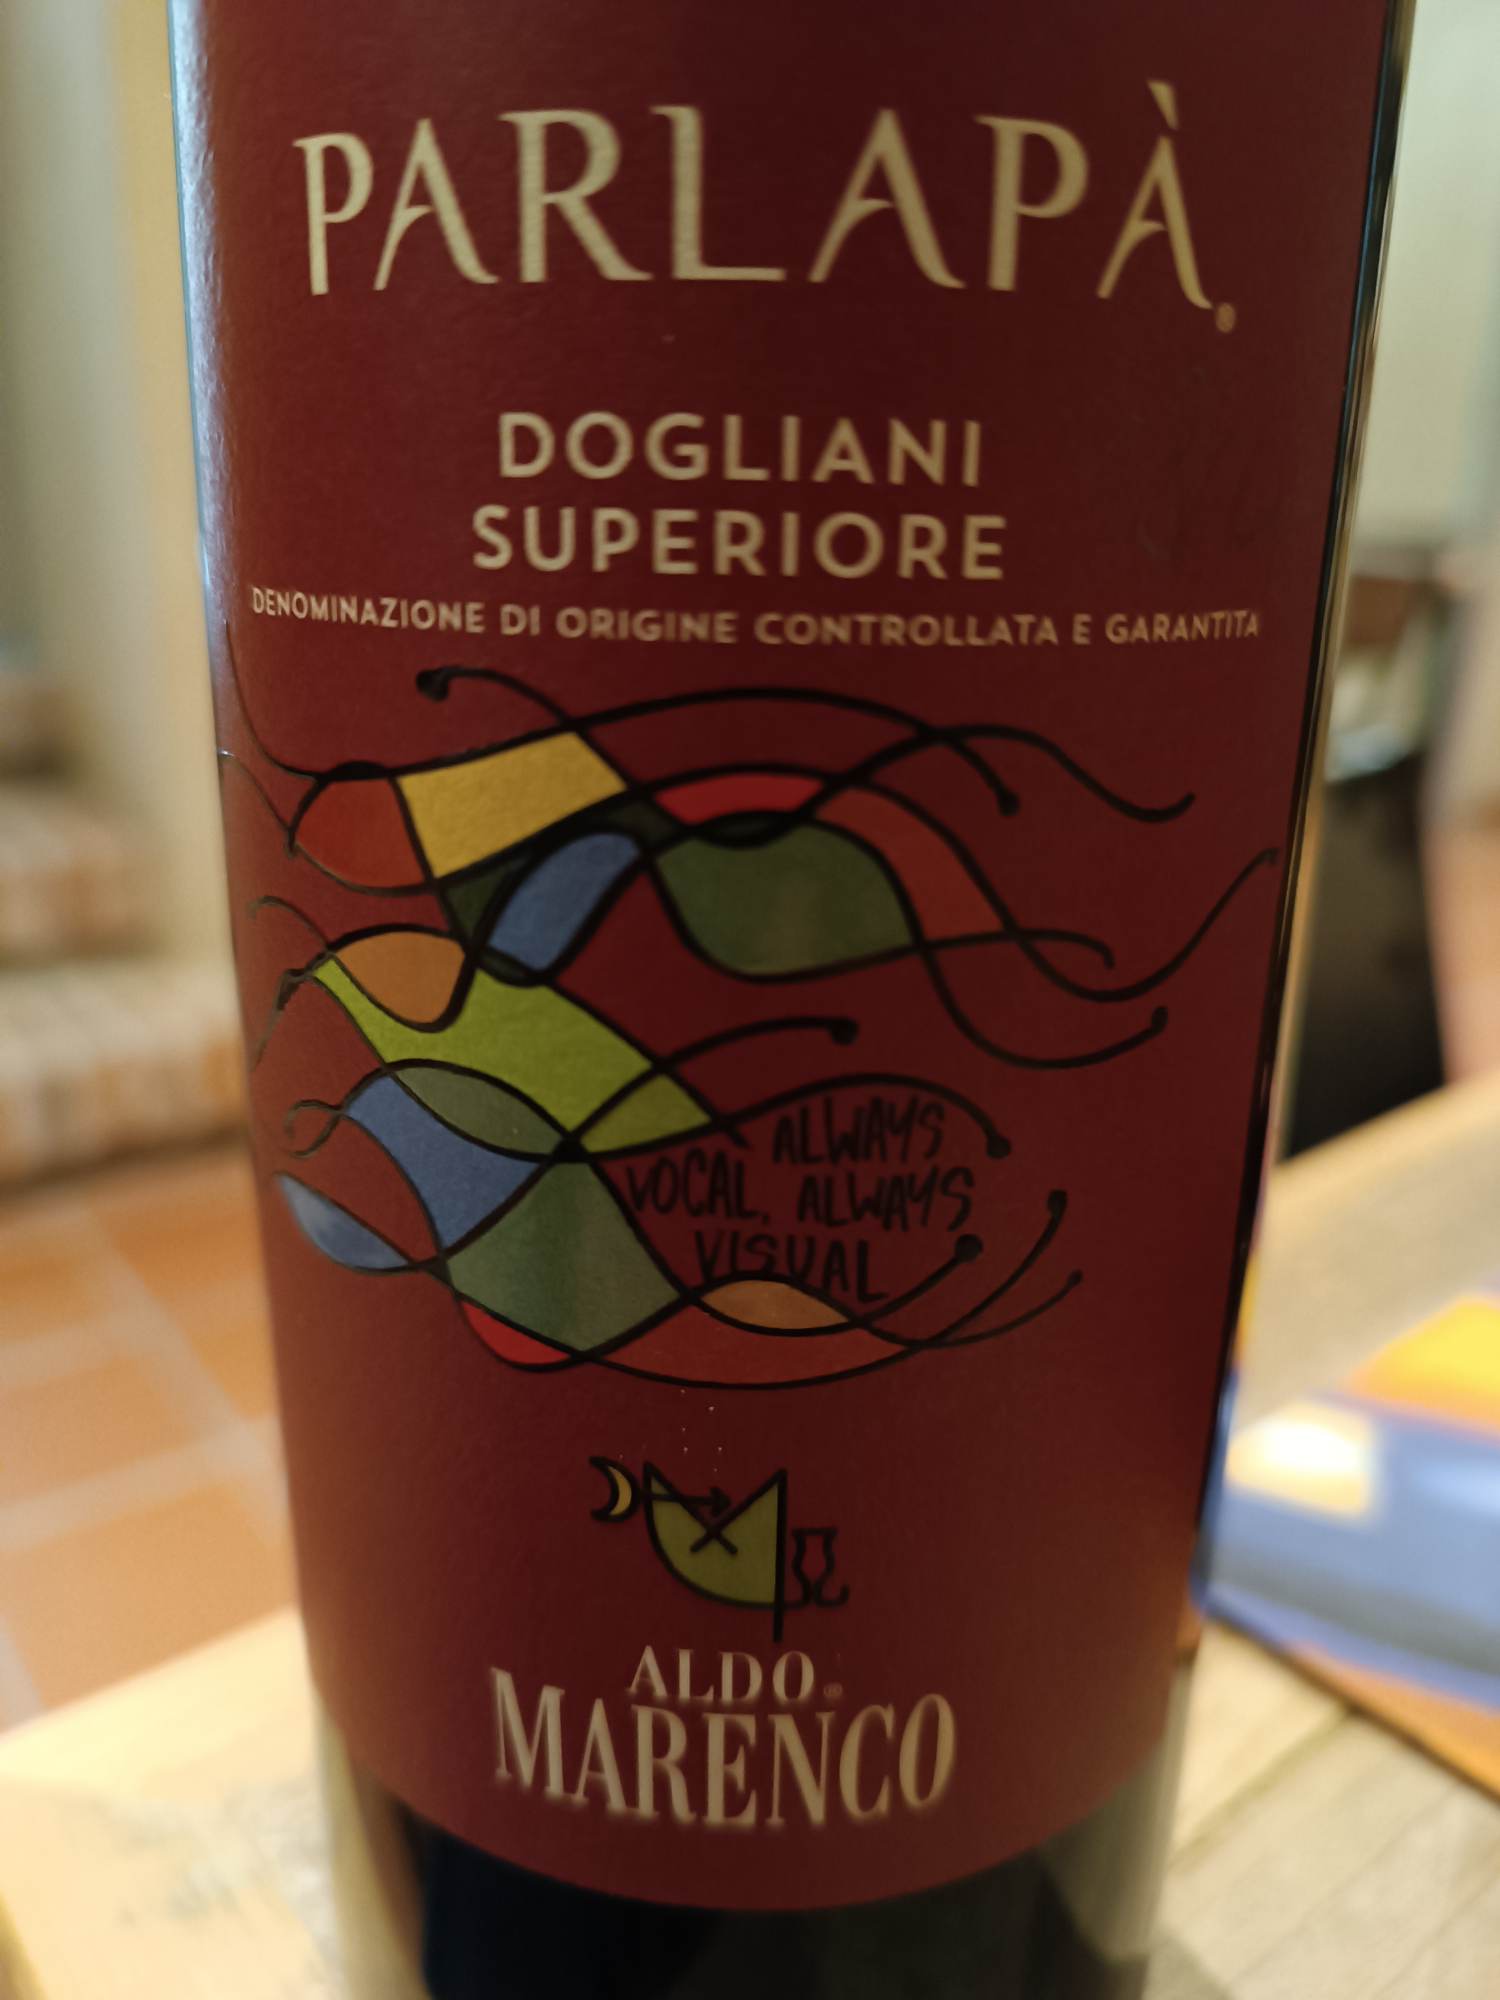 PARLAPÀ®
DOGLIANI
SUPERIORE
DENOMINAZIONE DI ORIGINE CONTROLLATA E GARANTITA
ALWAYS
VOCAL, ALWAYS
VISUAL
ALDO®
MARENCO